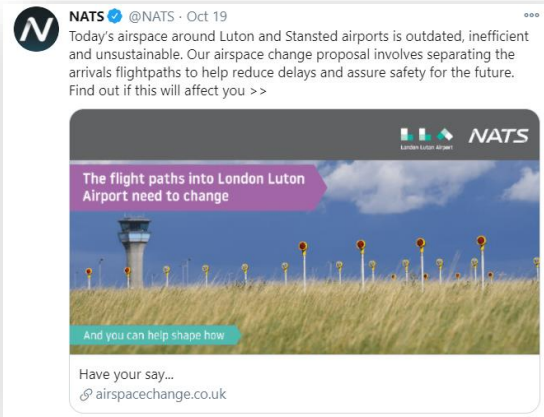 NATS @NATS · Oct 19
Today's airspace around Luton and Stansted airports is outdated, inefficient
and unsustainable. Our airspace change proposal involves separating the
arrivals flightpaths to help reduce delays and assure safety for the future.
Find out if this will affect you >>
LLA NATS
London Luton Airport
The flight paths into London Luton
Airport need to change
And you can help shape how
Have your say...
airspacechange.co.uk